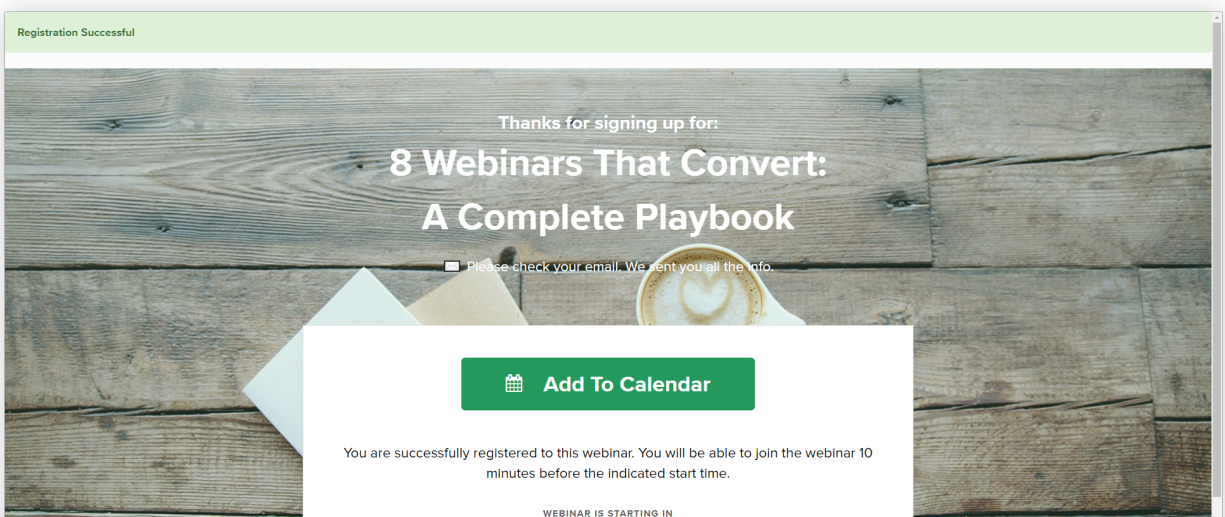 Registration Successful
Thanks for signing up for:
8 Webinars That Convert:
A Complete Playbook
Please check your email. We sent you all the info.
Add To Calendar
You are successfully registered to this webinar. You will be able to join the webinar 10
minutes before the indicated start time.
WEBINAR IS STARTING IN